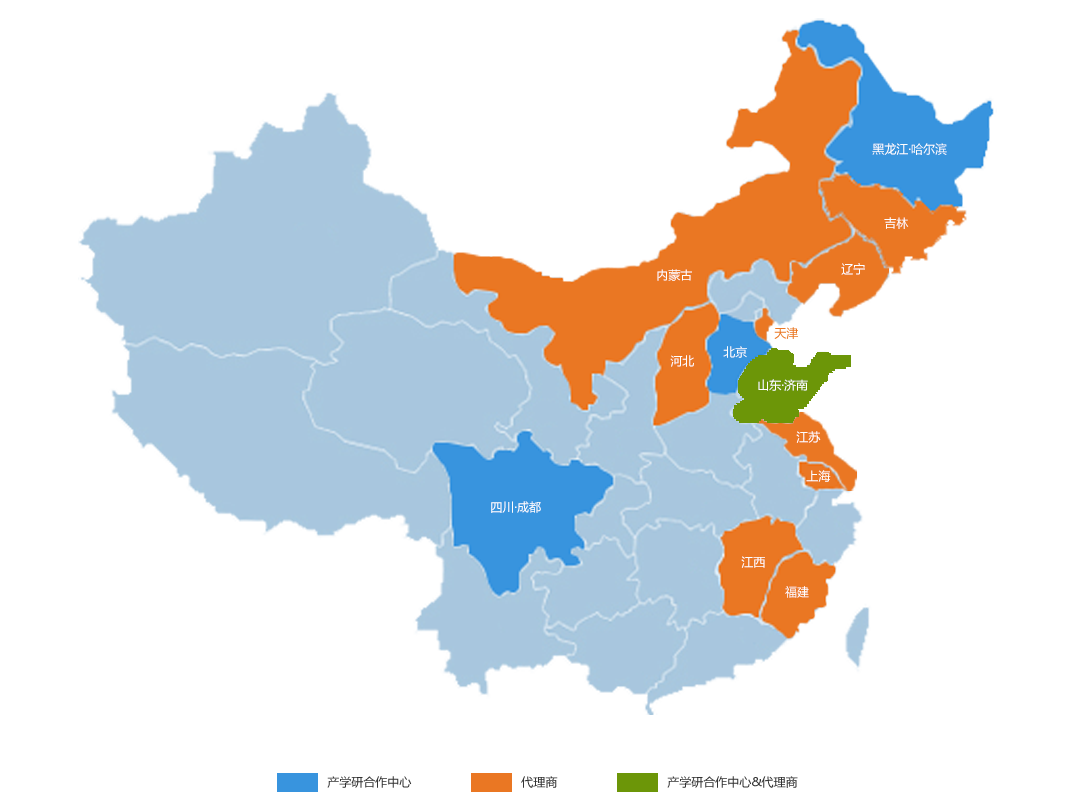 黑龙江·哈尔滨
吉林
辽宁
内蒙古
天津
北京
河北
山东·济南
江苏
上海
四川·成都
江西
福建
产学研合作中心
代理商
产学研合作中心&代理商